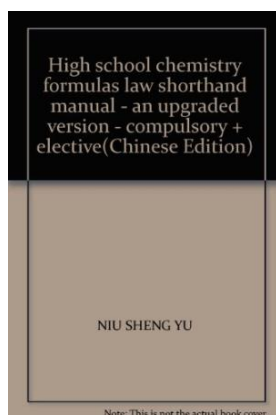 High school chemistry
formulas law shorthand
manual - an upgraded
version - compulsory +
elective(Chinese Edition)
NIU SHENG YU
Note: This is not the actual book cover